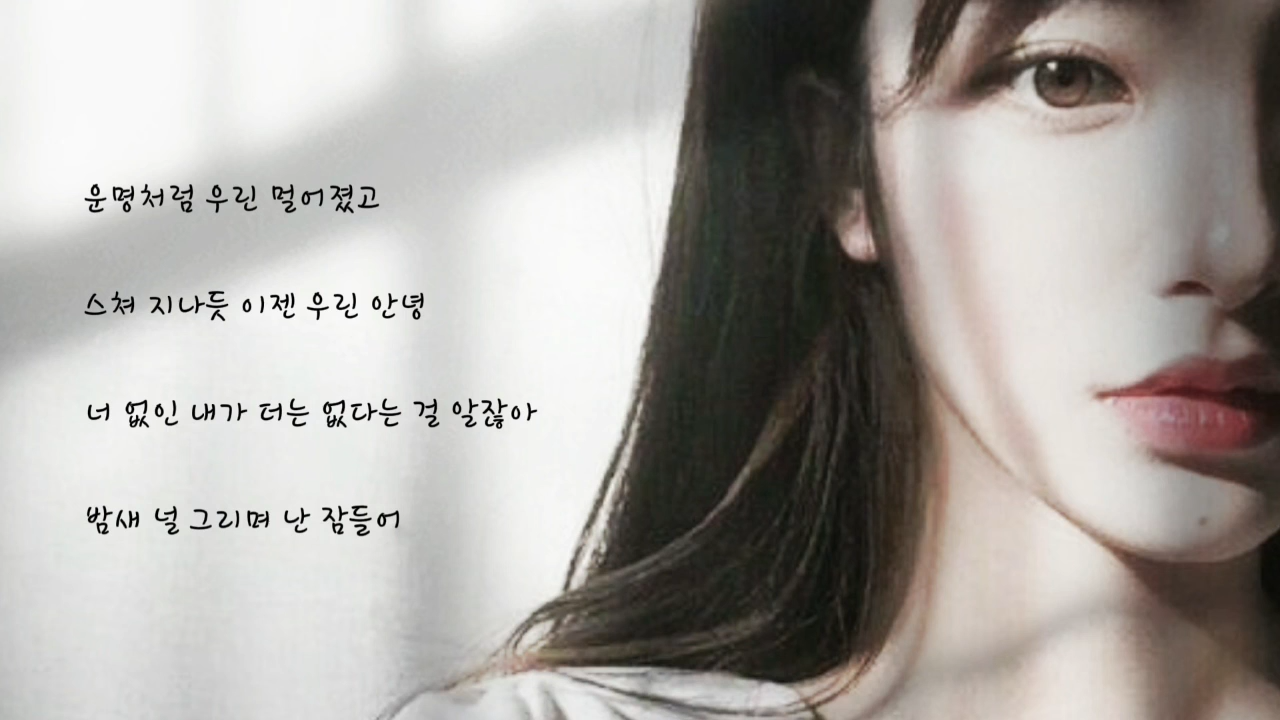 운명처럼 우린 멀어졌고
스쳐 지나듯 이젠 우린 안녕
너 없인 내가 더는 없다는 걸 알잖아
밤새 널 그리며 난 잠들어